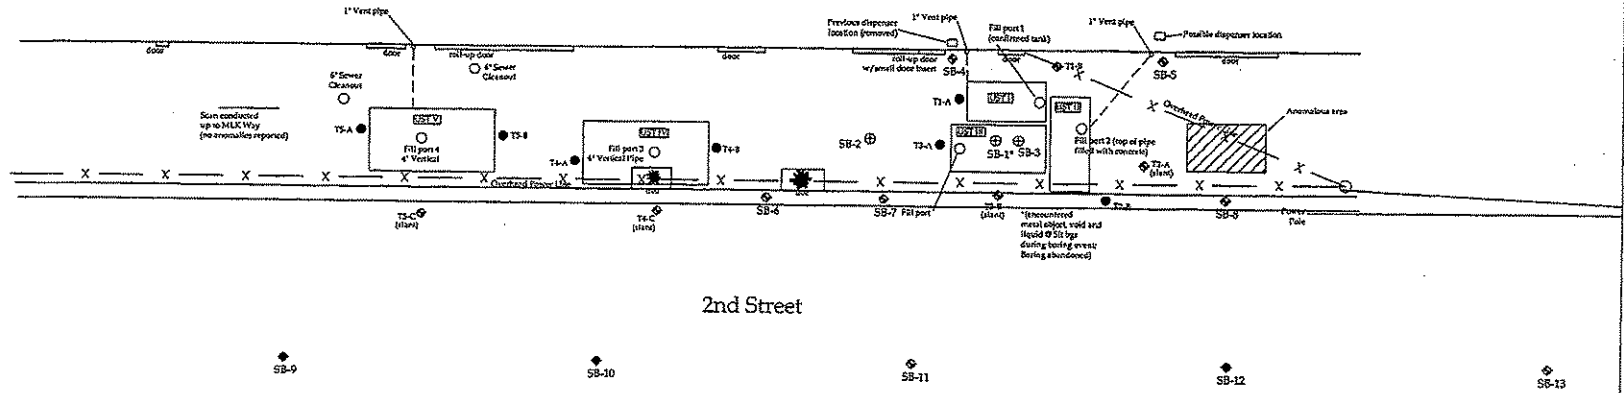 1" Vent pipe
Previous dispenser
location (removed)
1" Vent pipe
Fill port 1
(confirmed tank)
1" Vent pipe
Possible dispenser location
door
door
roll-up door
door
roll-up door
w/small door insert
door
door
6" Sewer
Cleanout
6" Sewer
Cleanout
SB-4
T1-B
SB-5
Scan conducted
up to MLK Way
(no anomalies reported)
UST V
T5-A
T5-B
Fill port 4
4" Vertical
UST IV
T4-A
T4-B
Fill port 3
4" Vertical Pipe
SB-2
T1-A
UST I
UST II
UST III
T3-A
SB-1*
SB-3
Fill port 2 (top of pipe
filled with concrete)
Overhead
Anomalous area
T2-A
(slant)
Overhead Power Line
T5-C
(slant)
T4-C
(slant)
SB-6
SB-7
Fill port
(slant)
SB-8
Power
Pole
*(encountered
metal object, void and
liquid @ 5ft bgs
during boring event;
Boring abandoned)
2nd Street
SB-9
SB-10
SB-11
SB-12
SB-13